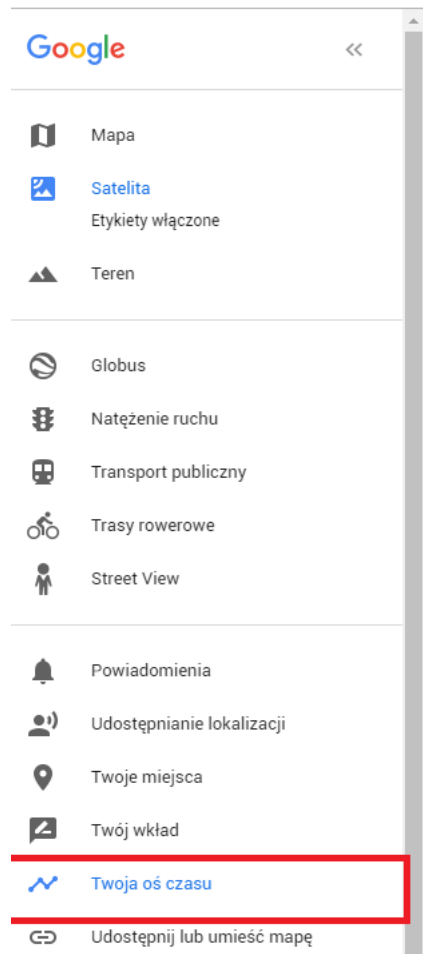 Google
Mapa
Satelita
Etykiety włączone
Teren
Globus
Natężenie ruchu
Transport publiczny
Trasy rowerowe
Street View
Powiadomienia
Udostępnianie lokalizacji
Twoje miejsca
Twój wkład
Twoja oś czasu
Udostępnij lub umieść mapę